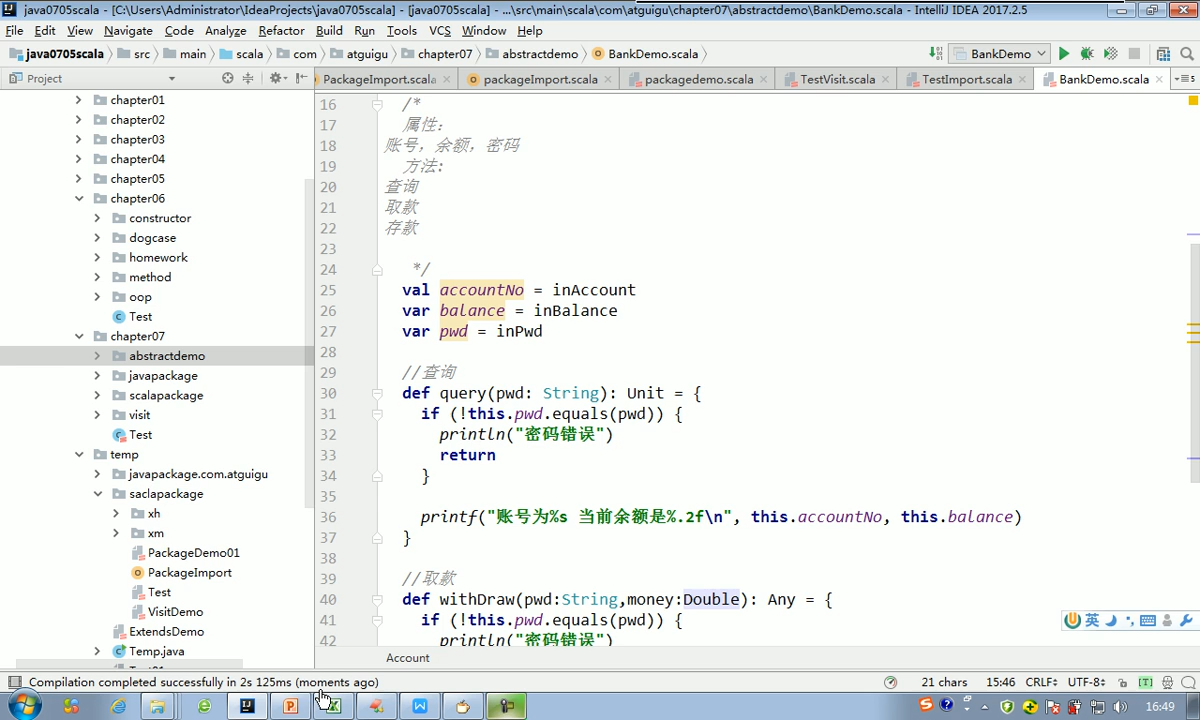 java0705scala - [C:\Users\Administrator\IdeaProjects\java0705scala] - [java0705scala] - ...\src\main\scala\com\atguigu\chapter07\abstractdemo\BankDemo.scala - IntelliJ IDEA 2017.2.5
File Edit View Navigate Code Analyze Refactor Build Run Tools VCS Window Help
java0705scala src main scala com atguigu chapter07 abstractdemo BankDemo.scala BankDemo
Project PackageImport.scala packageImport.scala packagedemo.scala TestVisit.scala TestImport.scala BankDemo.scala 5
chapter01
chapter02
chapter03
chapter04
chapter05
chapter06
constructor
dogcase
homework
method
oop
Test
chapter07
abstractdemo
javapackage
scalapackage
visit
Test
temp
javapackage.com.atguigu
saclapackage
xh
xm
PackageDemo01
PackageImport
Test
VisitDemo
ExtendsDemo
Temp.java
16 /*
17 属性:
18 账号, 余额, 密码
19 方法:
20 查询
21 取款
22 存款
23
24 */
25 val accountNo = inAccount
26 var balance = inBalance
27 var pwd = inPwd
28
29 //查询
30 def query(pwd: String): Unit = {
31 if (!this.pwd.equals(pwd)) {
32 println("密码错误")
33 return
34 }
35
36 printf("账号为%s 当前余额是%.2f\n", this.accountNo, this.balance)
37 }
38
39 //取款
40 def withDraw(pwd:String,money:Double): Any = {
41 if (!this.pwd.equals(pwd)) {
42 println("密码错误")
Account
英
Compilation completed successfully in 2s 125ms (moments ago) 21 chars 15:46 CRLF UTF-8 [T]
16:49